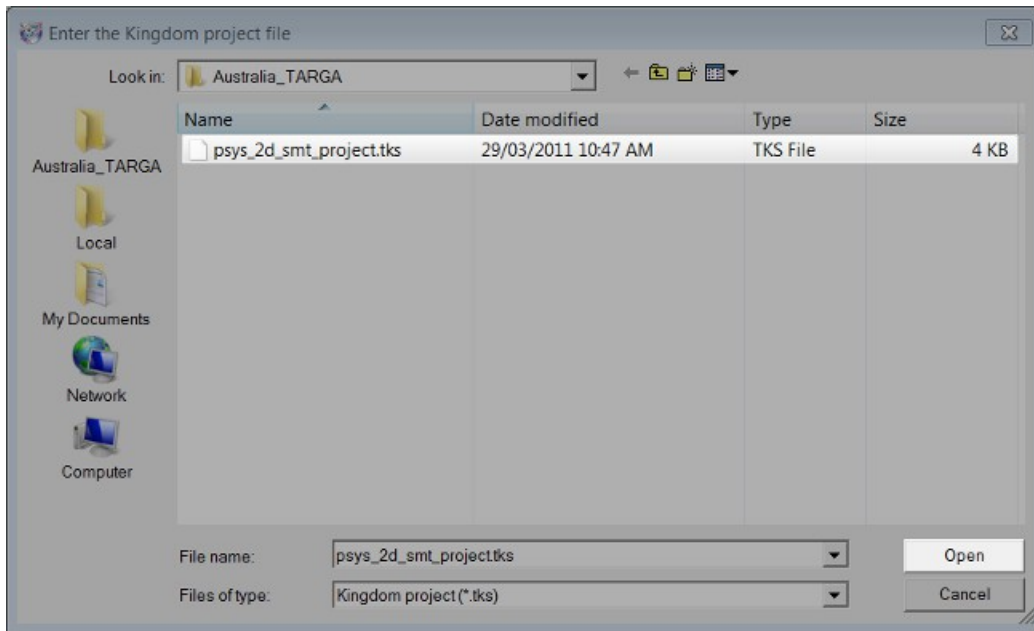 Enter the Kingdom project file
Look in: Australia_TARGA
Name Date modified Type Size
psys_2d_smt_project.tks 29/03/2011 10:47 AM TKS File 4 KB
Australia_TARGA
Local
My Documents
Network
Computer
File name: psys_2d_smt_project.tks Open
Files of type: Kingdom project (*.tks) Cancel